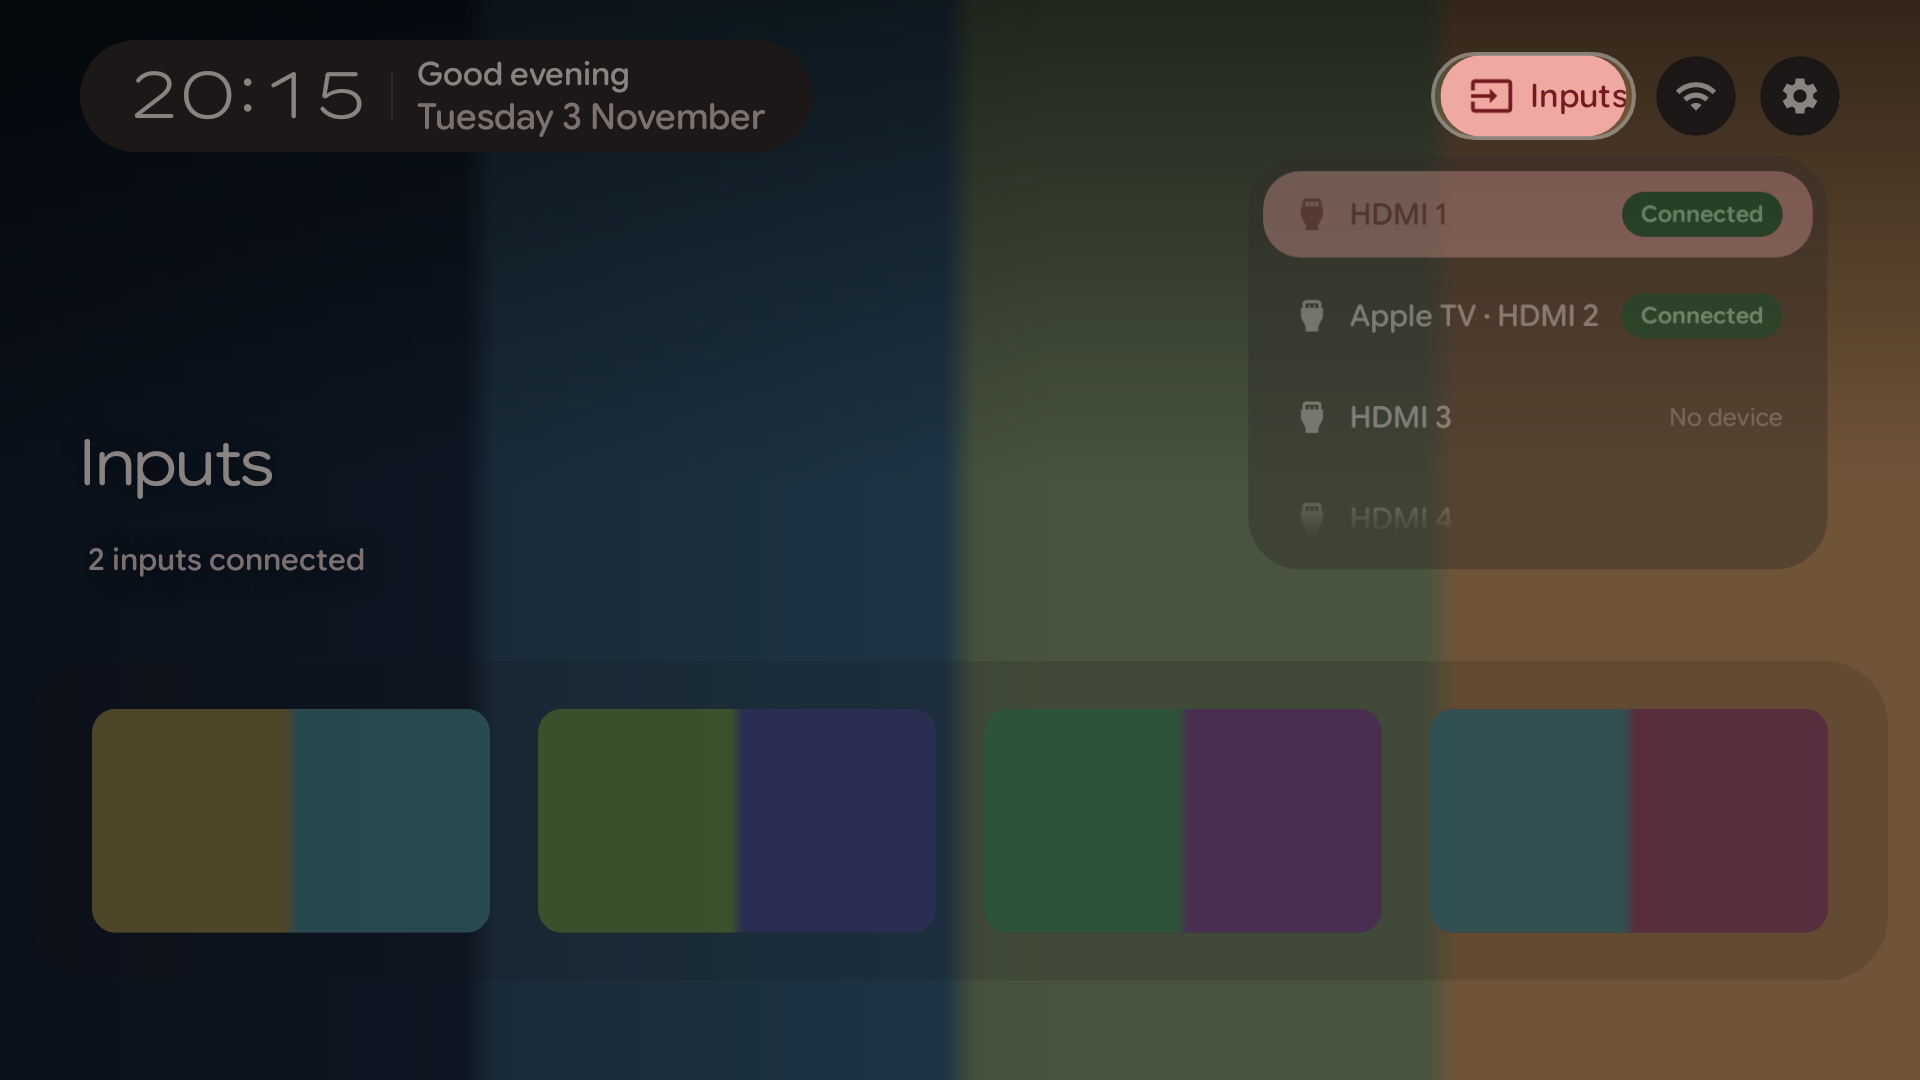 20:15
Good evening
Tuesday 3 November
Inputs
HDMI 1
Connected
Apple TV · HDMI 2
Connected
HDMI 3
No device
HDMI 4
Inputs
2 inputs connected